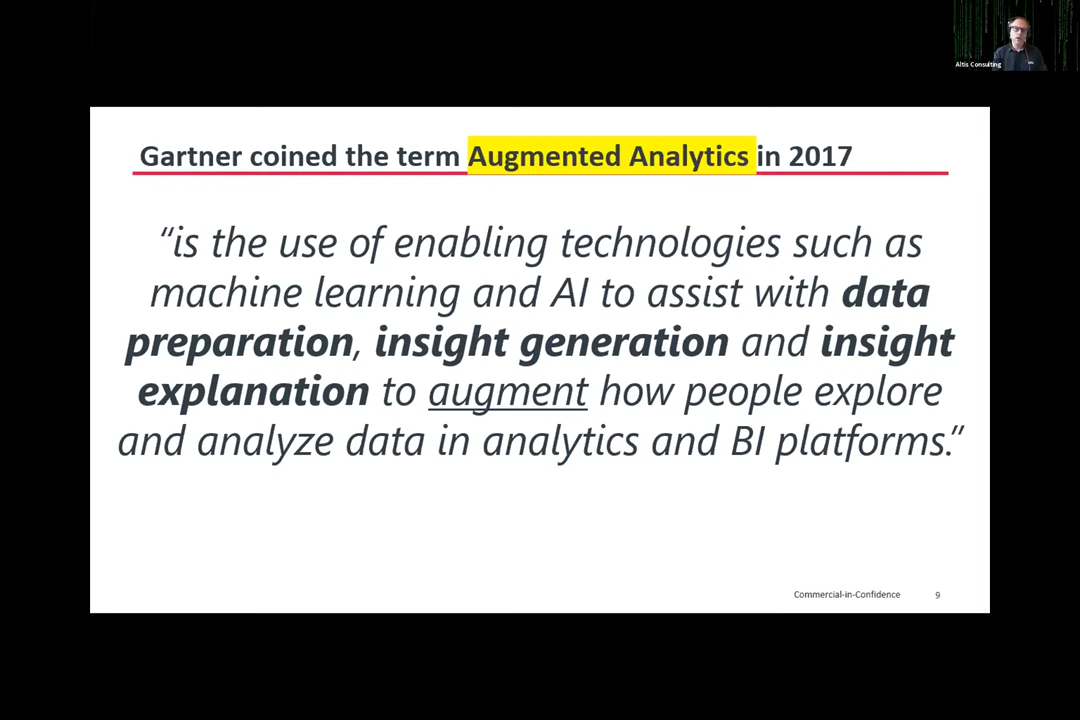 Altis Consulting
Gartner coined the term Augmented Analytics in 2017
“is the use of enabling technologies such as
machine learning and AI to assist with data
preparation, insight generation and insight
explanation to augment how people explore
and analyze data in analytics and BI platforms.”
Commercial-in-Confidence 9